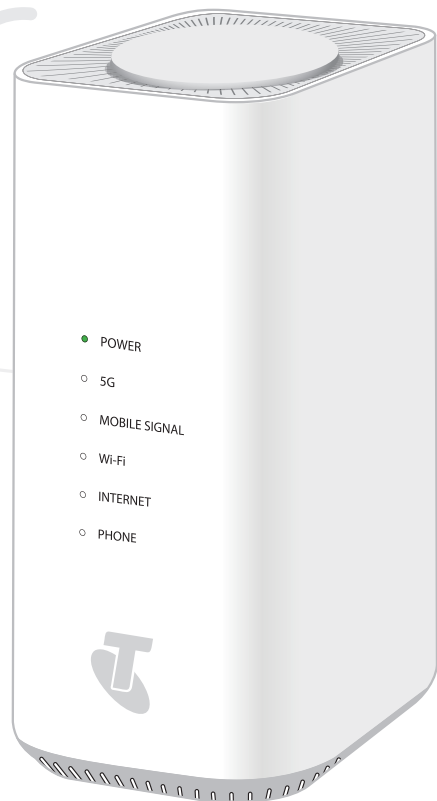 POWER
5G
MOBILE SIGNAL
Wi-Fi
INTERNET
PHONE
T